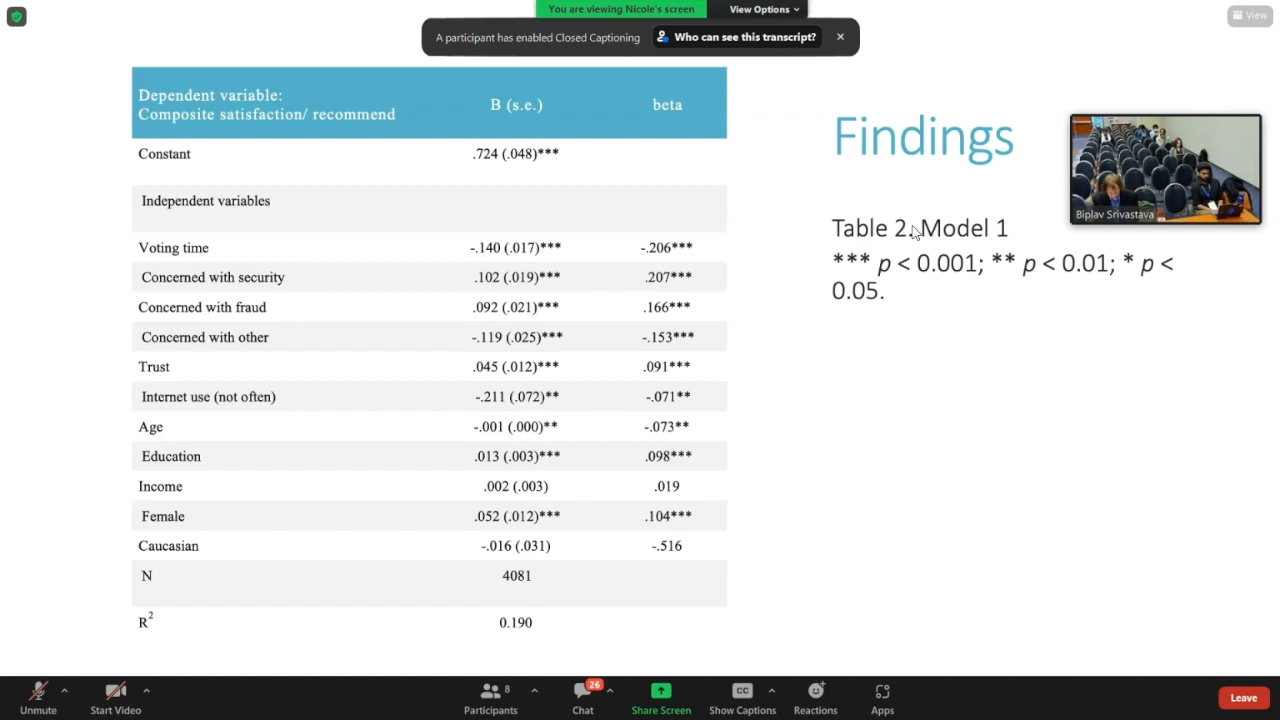 You are viewing Nicole's screen
View Options
View
A participant has enabled Closed Captioning
Who can see this transcript?
Dependent variable:
Composite satisfaction/ recommend
B (s.e.)
beta
Constant .724 (.048)***
Independent variables
Voting time -.140 (.017)*** -.206***
Concerned with security .102 (.019)*** .207***
Concerned with fraud .092 (.021)*** .166***
Concerned with other -.119 (.025)*** -.153***
Trust .045 (.012)*** .091***
Internet use (not often) -.211 (.072)** -.071**
Age -.001 (.000)** -.073**
Education .013 (.003)*** .098***
Income .002 (.003) .019
Female .052 (.012)*** .104***
Caucasian -.016 (.031) -.516
N 4081
R2 0.190
Findings
Table 2. Model 1
*** p < 0.001; ** p < 0.01; * p <
0.05.
Biplav Srivastava
Unmute
Start Video
Participants
8
Chat
26
Share Screen
CC
Show Captions
Reactions
Apps
Leave